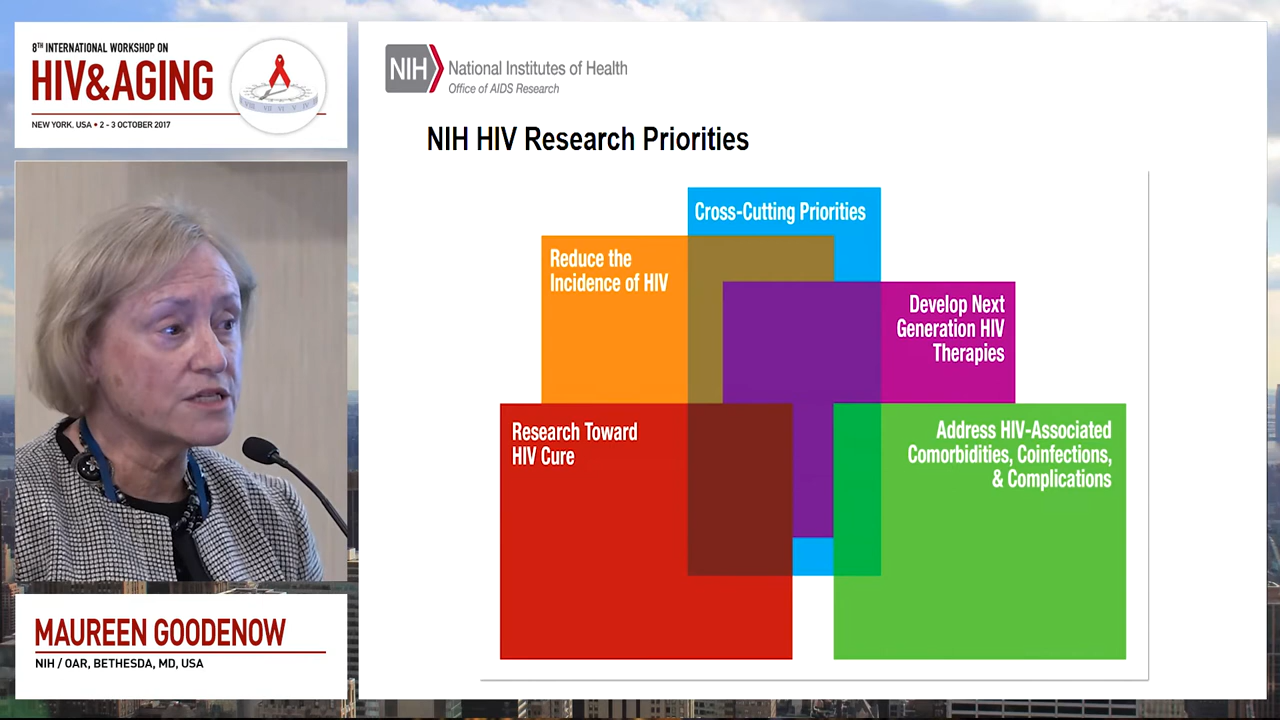 8TH INTERNATIONAL WORKSHOP ON
HIV&AGING
NEW YORK, USA • 2 - 3 OCTOBER 2017
MAUREEN GOODENOW
NIH / OAR, BETHESDA, MD, USA
NIH
National Institutes of Health
Office of AIDS Research
NIH HIV Research Priorities
Cross-Cutting Priorities
Reduce the
Incidence of HIV
Develop Next
Generation HIV
Therapies
Research Toward
HIV Cure
Address HIV-Associated
Comorbidities, Coinfections,
& Complications